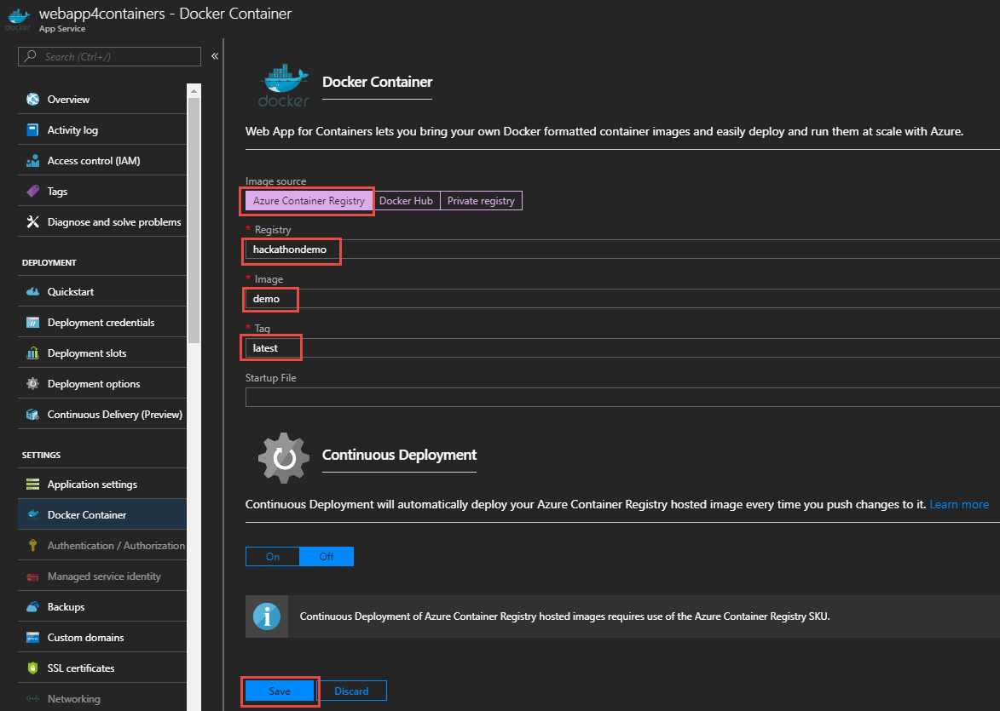 webapp4containers - Docker Container
App Service
docker
Search (Ctrl+/)
«
Overview
Activity log
Access control (IAM)
Tags
Diagnose and solve problems
DEPLOYMENT
Quickstart
Deployment credentials
Deployment slots
Deployment options
Continuous Delivery (Preview)
SETTINGS
Application settings
Docker Container
Authentication / Authorization
Managed service identity
Backups
Custom domains
SSL certificates
Networking
docker
Docker Container
Web App for Containers lets you bring your own Docker formatted container images and easily deploy and run them at scale with Azure.
Image source
Azure Container Registry Docker Hub Private registry
* Registry
hackathondemo
* Image
demo
* Tag
latest
Startup File
Continuous Deployment
Continuous Deployment will automatically deploy your Azure Container Registry hosted image every time you push changes to it. Learn more
On Off
Continuous Deployment of Azure Container Registry hosted images requires use of the Azure Container Registry SKU.
Save Discard